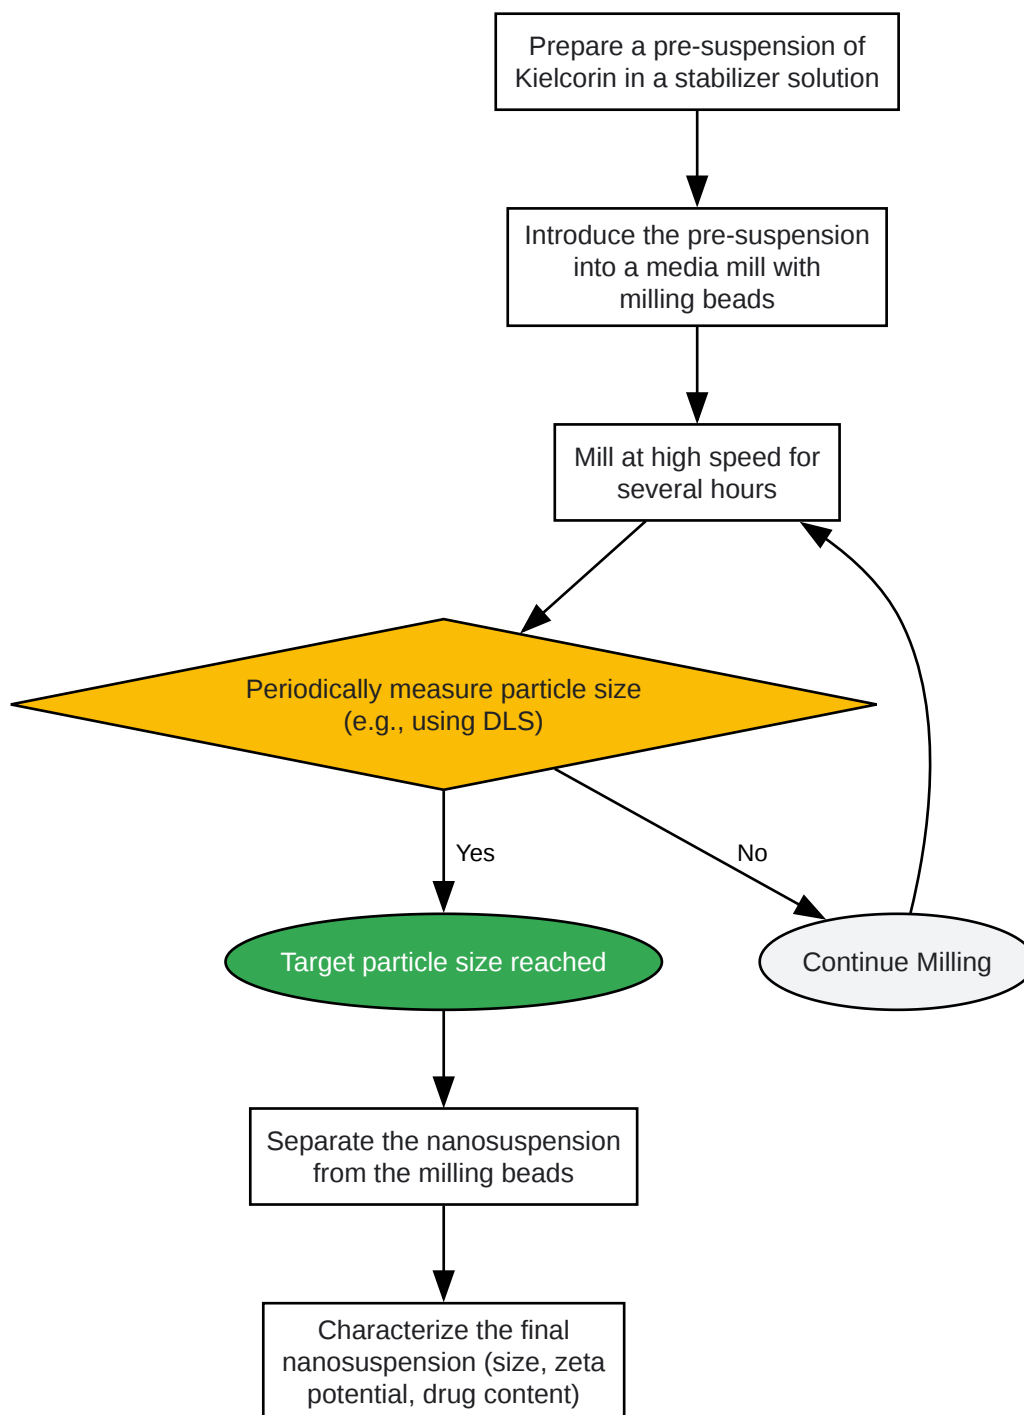 Prepare a pre-suspension of
Kielcorin in a stabilizer solution
Introduce the pre-suspension
into a media mill with
milling beads
Mill at high speed for
several hours
Periodically measure particle size
(e.g., using DLS)
Yes
No
Target particle size reached
Continue Milling
Separate the nanosuspension
from the milling beads
Characterize the final
nanosuspension (size, zeta
potential, drug content)